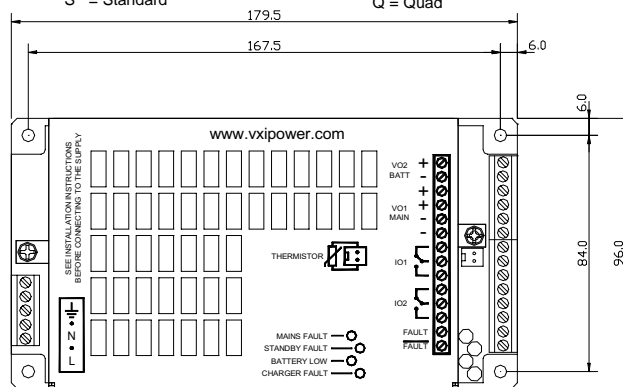 S = Standard
Q = Quad
179.5
167.5
6.0
6.0
www.vxipower.com
SEE INSTALLATION INSTRUCTIONS
BEFORE CONNECTING TO THE SUPPLY
VO2 +
BATT -
+
VO1 +
MAIN -
-
THERMISTOR
IO1
IO2
84.0
96.0
N
L
MAINS FAULT
STANDBY FAULT
BATTERY LOW
CHARGER FAULT
FAULT
FAULT